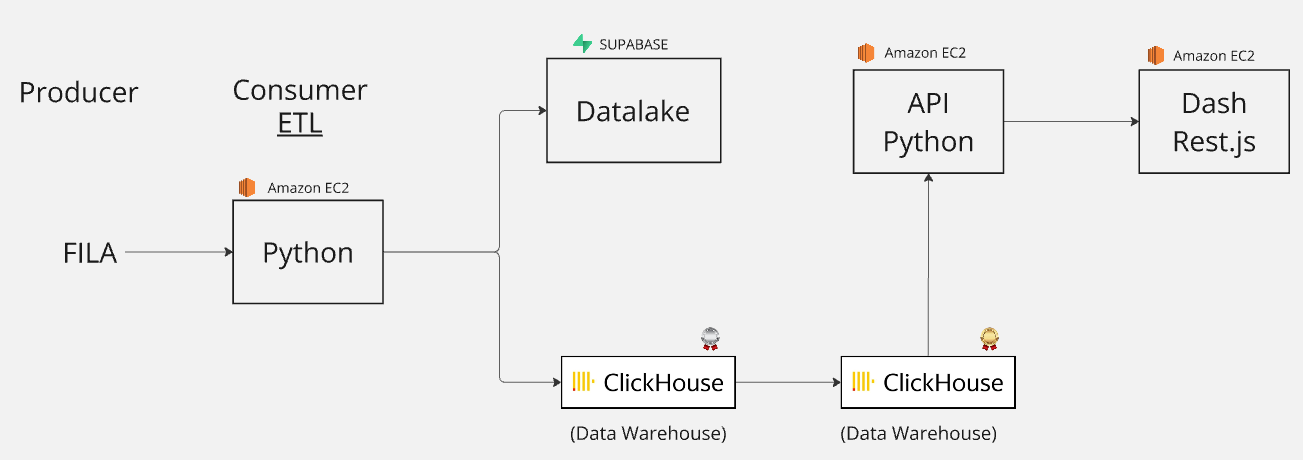 Producer
Consumer
ETL
FILA
Amazon EC2
Python
SUPABASE
Datalake
ClickHouse
(Data Warehouse)
ClickHouse
(Data Warehouse)
Amazon EC2
API
Python
Amazon EC2
Dash
Rest.js